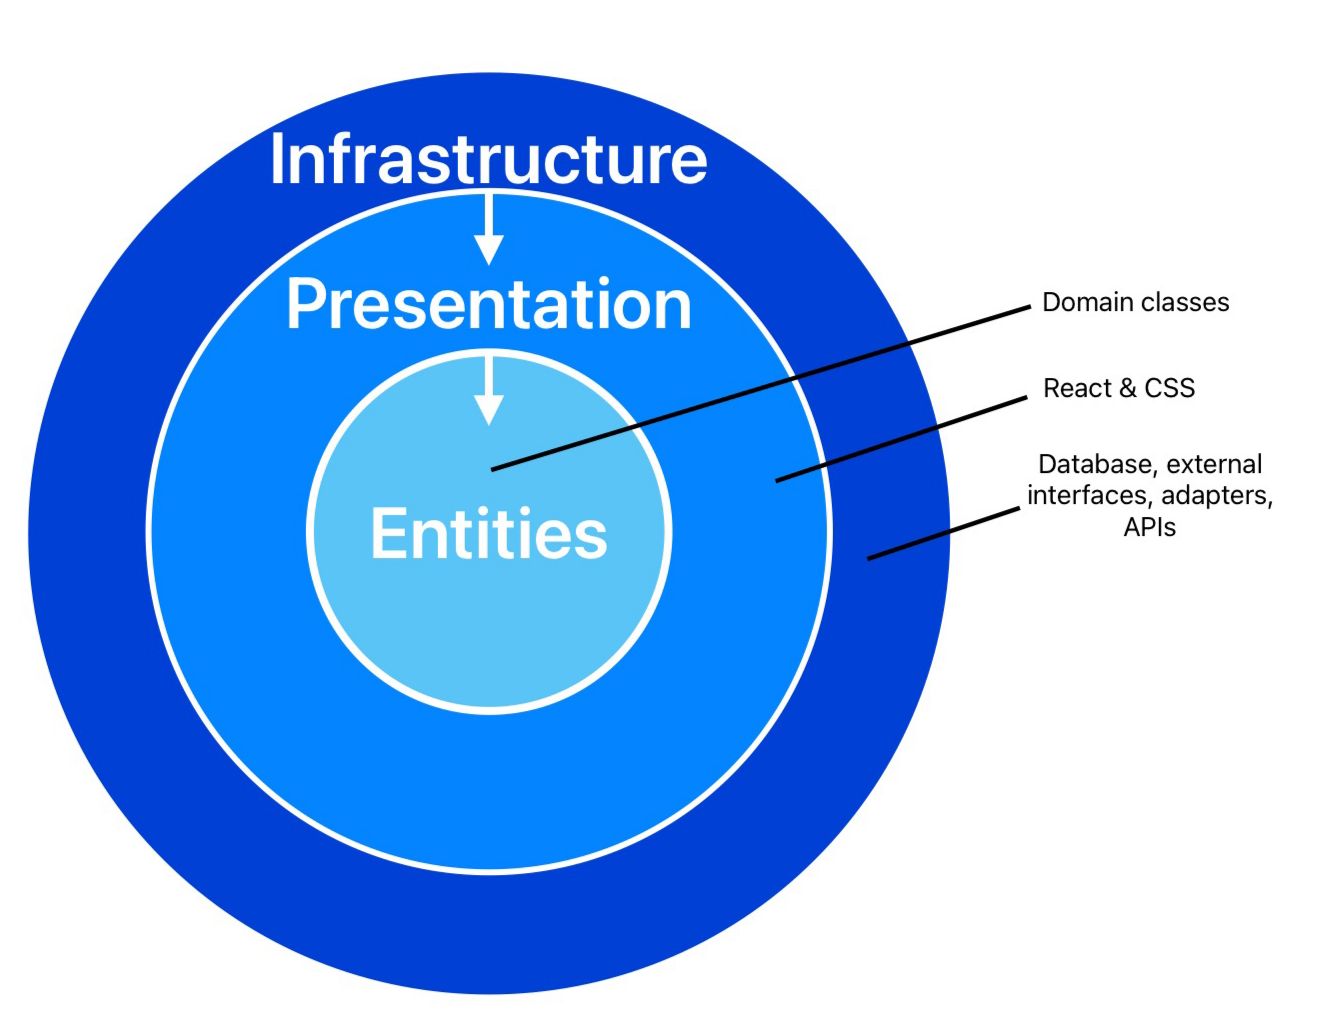 Infrastructure
Presentation
Entities
Domain classes
React & CSS
Database, external
interfaces, adapters,
APIs